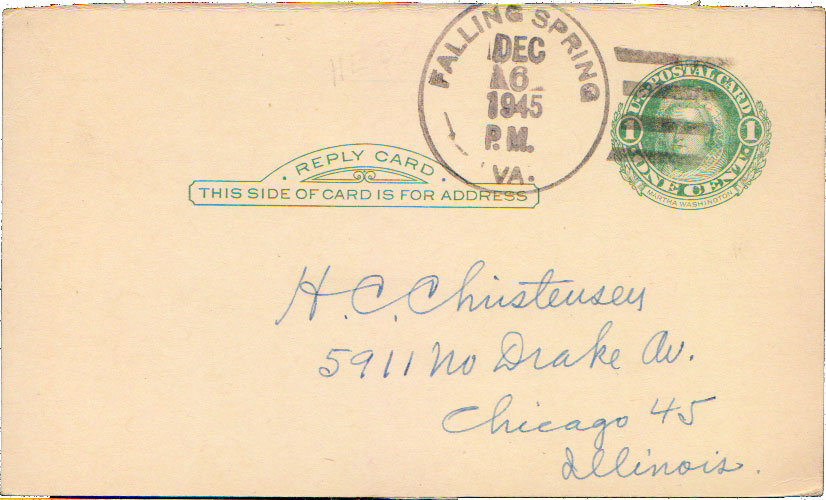 FALLING SPRING
DEC
1945
P.M.
VA.
U.S. POSTAL CARD
1 1
ONE CENT.
MARTHA WASHINGTON
· REPLY CARD ·
THIS SIDE OF CARD IS FOR ADDRESS
H. C. Christensen
5911 No Drake Av.
Chicago 45
Illinois.